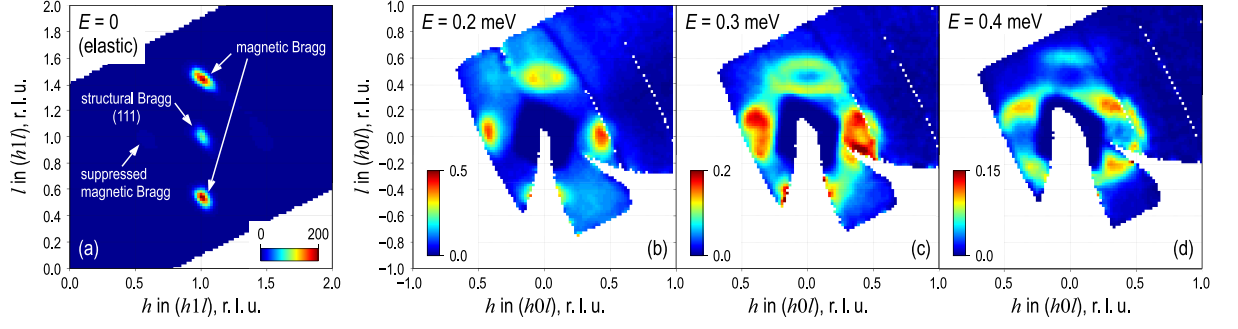 E = 0
(elastic)
magnetic Bragg
structural Bragg
(111)
suppressed
magnetic Bragg
0 200
(a)
2.0
1.8
1.6
1.4
1.2
1.0
0.8
0.6
0.4
0.2
0.0
0.0 0.5 1.0 1.5 2.0
l in (h1l), r. l. u.
h in (h1l), r. l. u.
E = 0.2 meV
0.5
0.0
(b)
1.0
0.8
0.6
0.4
0.2
0.0
−0.2
−0.4
−0.6
−0.8
−1.0
−1.0 −0.5 0.0 0.5
l in (h0l), r. l. u.
h in (h0l), r. l. u.
E = 0.3 meV
0.2
0.0
(c)
1.0 −0.5 0.0 0.5
h in (h0l), r. l. u.
E = 0.4 meV
0.15
0.0
(d)
1.0 −0.5 0.0 0.5 1.0
h in (h0l), r. l. u.